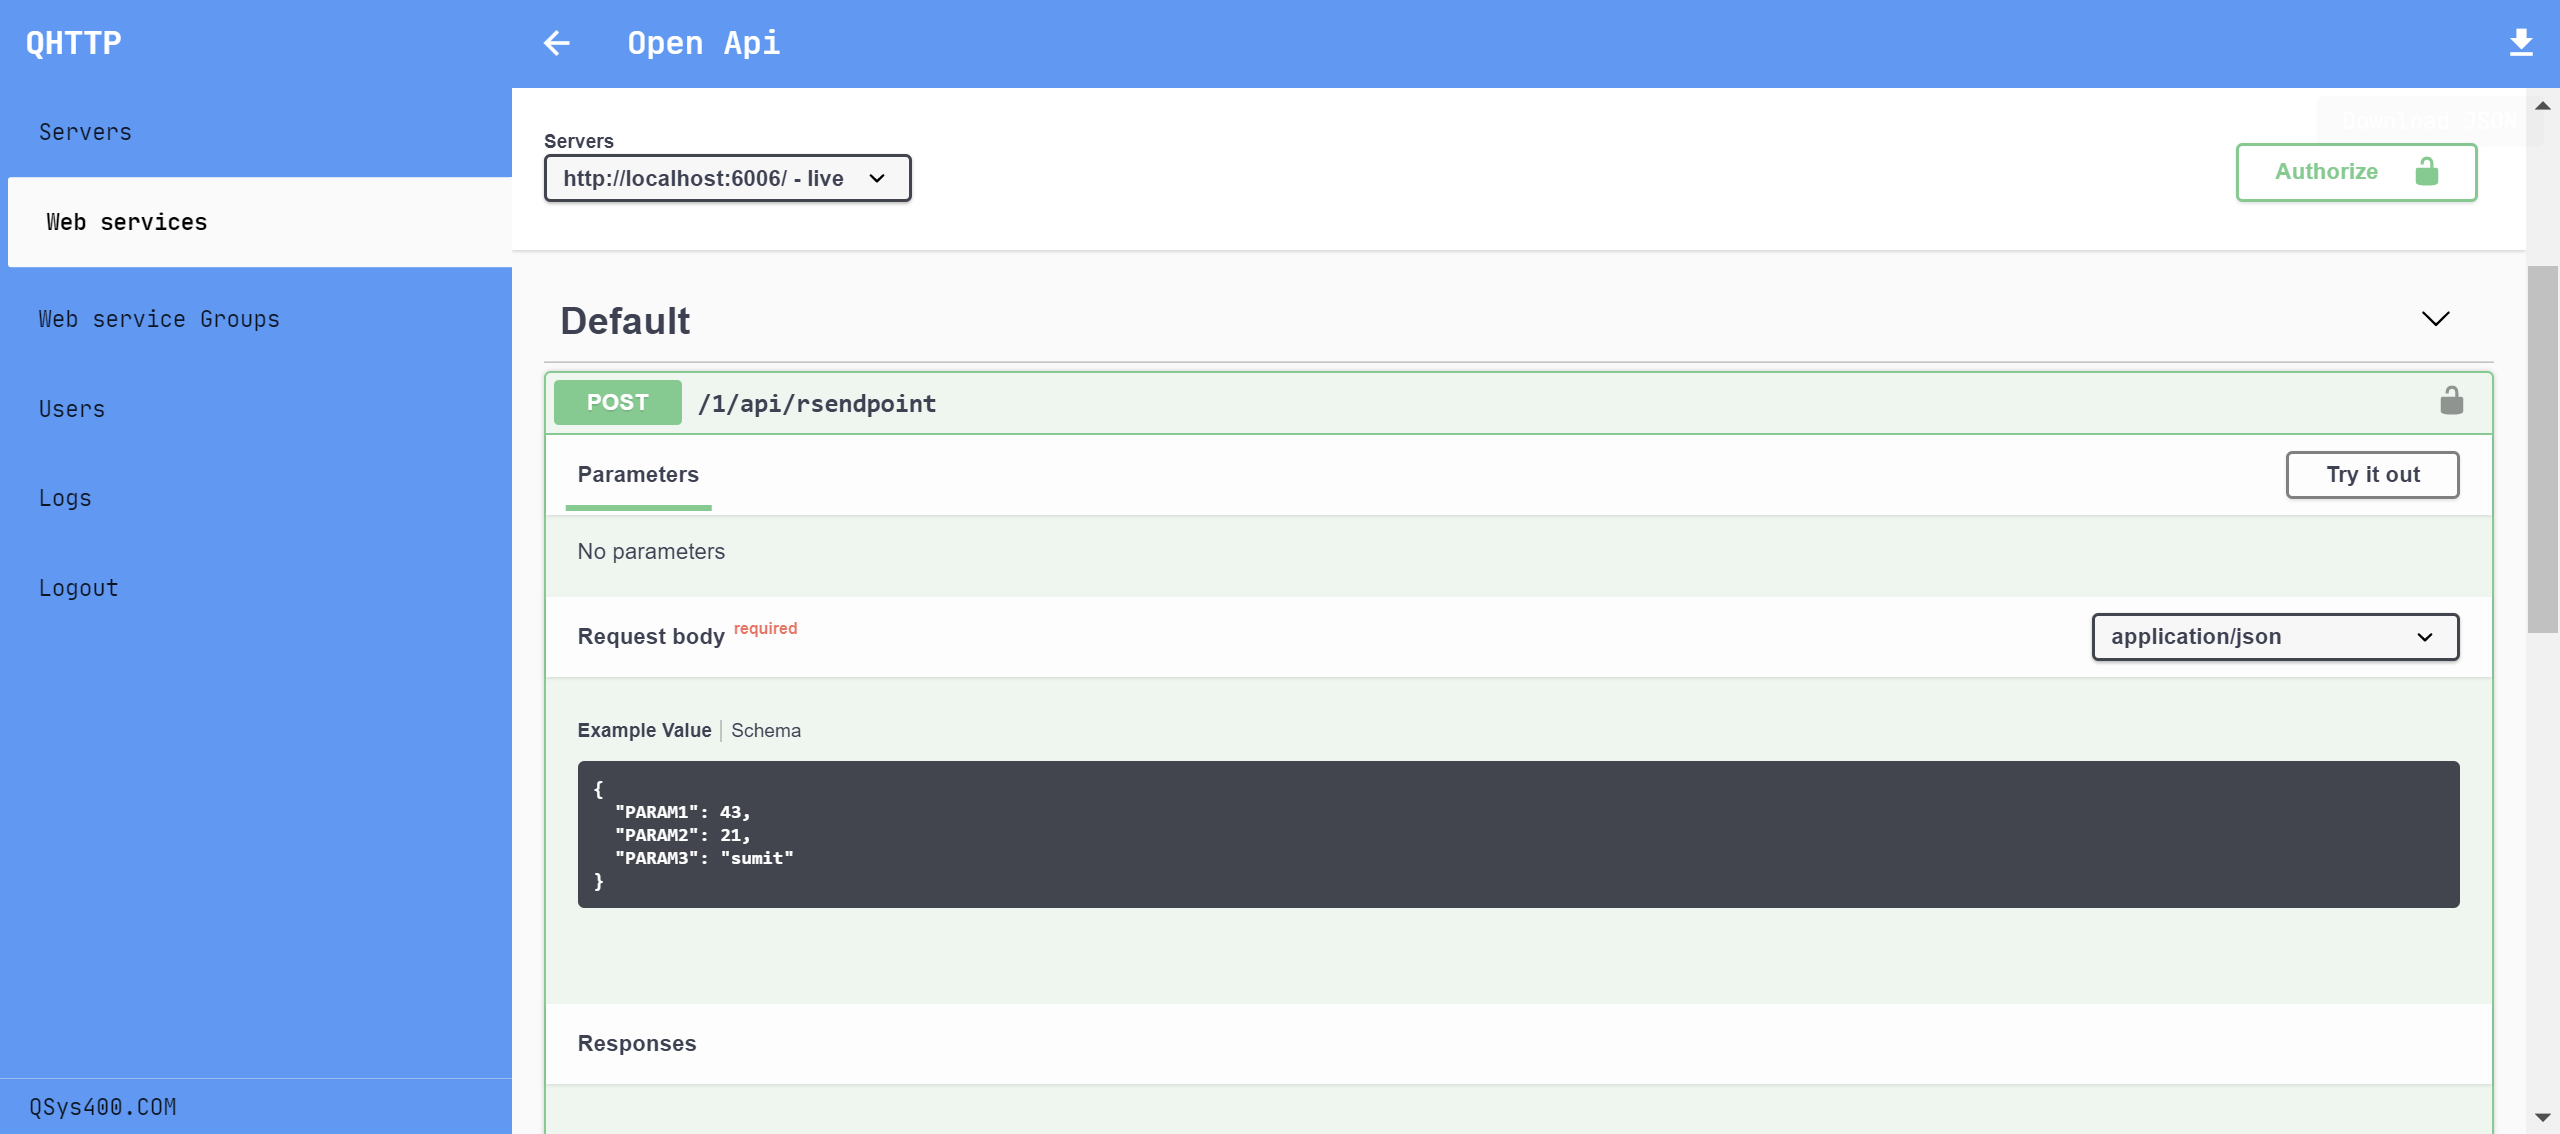 QHTTP
Open Api
Servers
Web services
Web service Groups
Users
Logs
Logout
QSys400.COM
Download JSON
Servers
http://localhost:6006/ - live
Authorize
Default
POST /1/api/rsendpoint
Parameters
Try it out
No parameters
Request body required
application/json
Example Value | Schema
{
"PARAM1": 43,
"PARAM2": 21,
"PARAM3": "sumit"
}
Responses